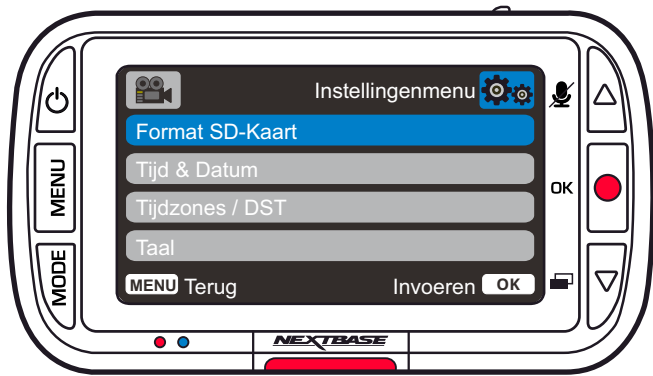 Instellingenmenu
Format SD-Kaart
Tijd & Datum
Tijdzones / DST
Taal
MENU Terug
Invoeren OK
MENU
MODE
OK
NEXTBASE